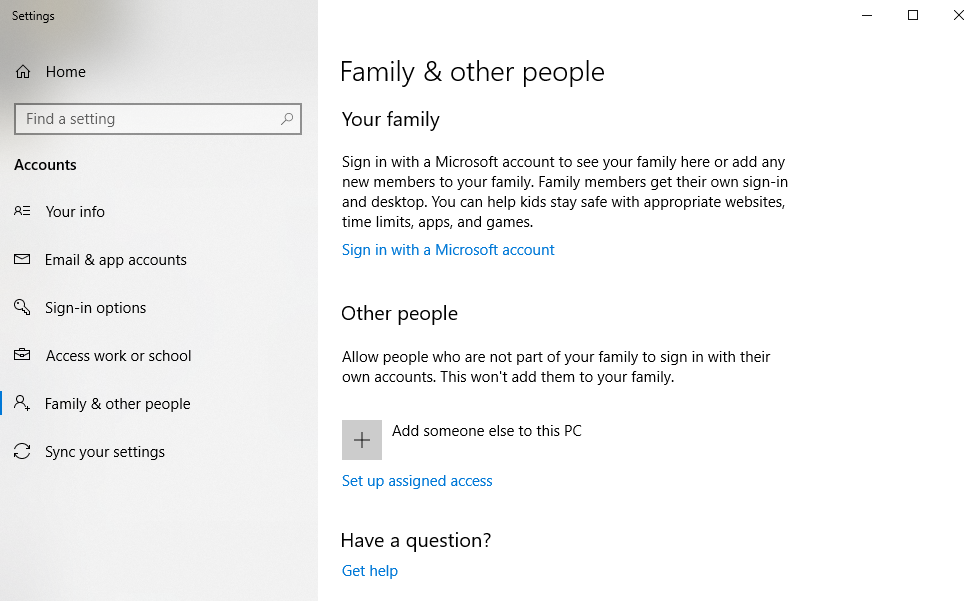 Settings
Home
Find a setting
Accounts
Your info
Email & app accounts
Sign-in options
Access work or school
Family & other people
Sync your settings
Family & other people
Your family
Sign in with a Microsoft account to see your family here or add any
new members to your family. Family members get their own sign-in
and desktop. You can help kids stay safe with appropriate websites,
time limits, apps, and games.
Sign in with a Microsoft account
Other people
Allow people who are not part of your family to sign in with their
own accounts. This won't add them to your family.
Add someone else to this PC
Set up assigned access
Have a question?
Get help